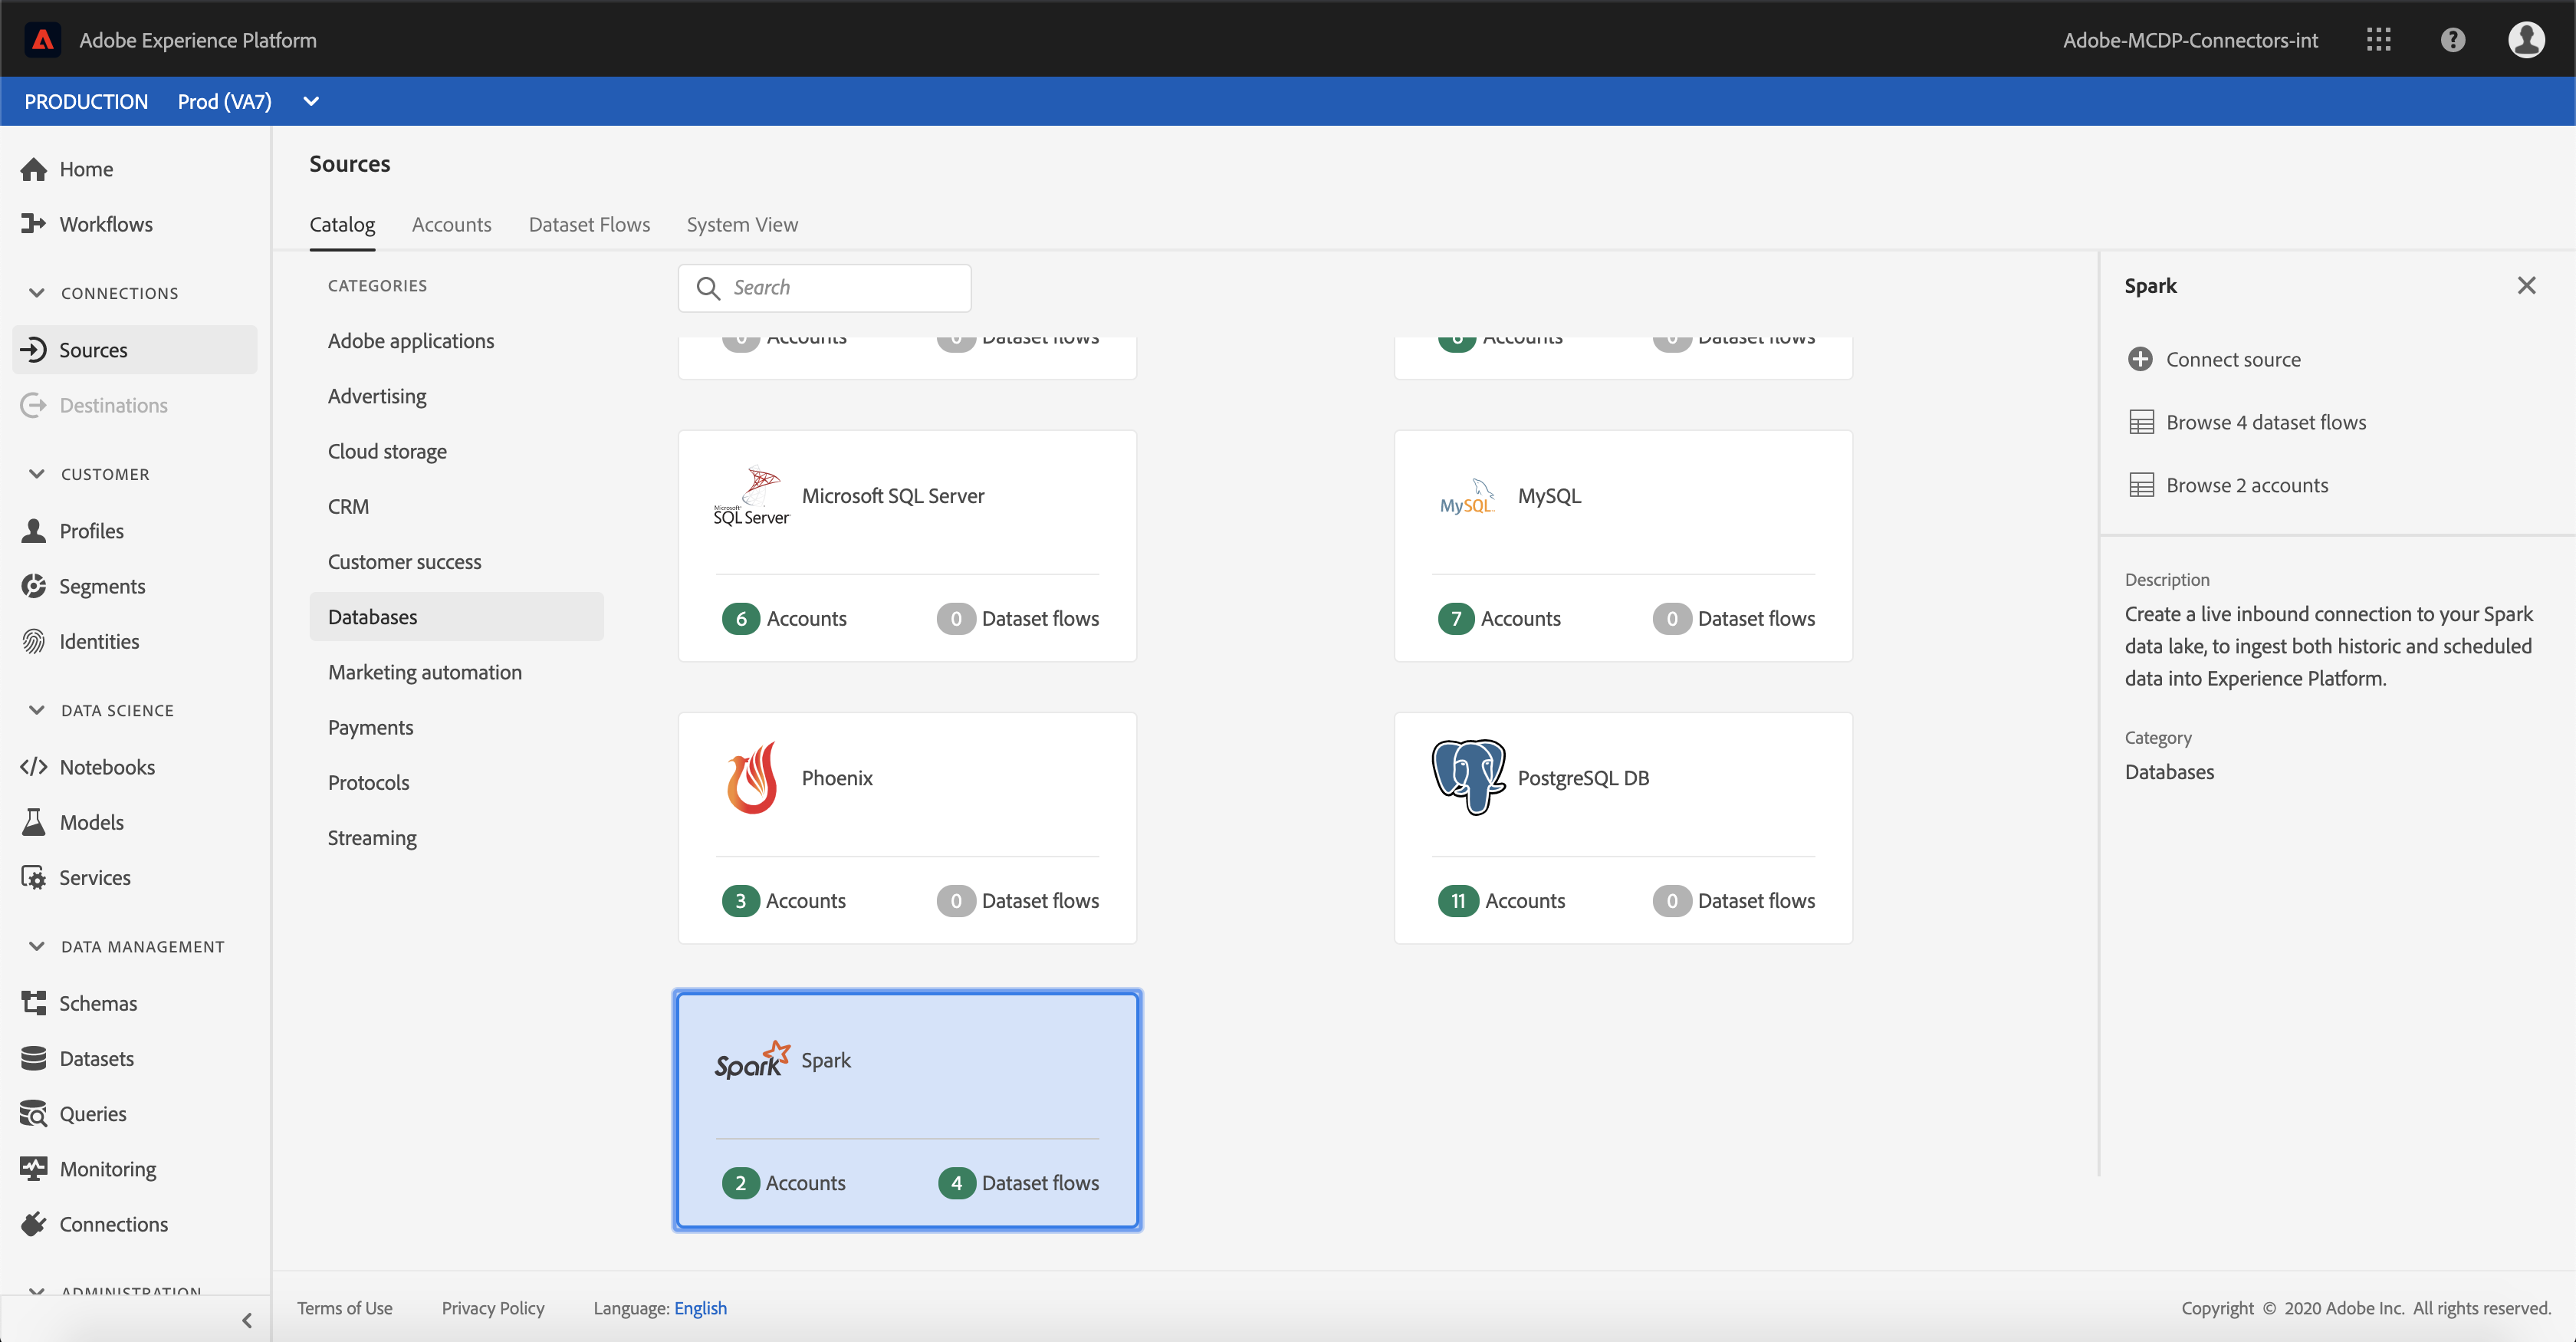 Adobe Experience Platform
Adobe-MCDP-Connectors-int
PRODUCTION Prod (VA7)
Home
Workflows
CONNECTIONS
Sources
Destinations
CUSTOMER
Profiles
Segments
Identities
DATA SCIENCE
Notebooks
Models
Services
DATA MANAGEMENT
Schemas
Datasets
Queries
Monitoring
Connections
ADMINISTRATION
Sources
Catalog Accounts Dataset Flows System View
CATEGORIES
Adobe applications
Advertising
Cloud storage
CRM
Customer success
Databases
Marketing automation
Payments
Protocols
Streaming
Search
0 Accounts 0 Dataset flows
6 Accounts 0 Dataset flows
Microsoft
SQL Server
Microsoft SQL Server
6 Accounts 0 Dataset flows
MySQL
MySQL
7 Accounts 0 Dataset flows
Phoenix
3 Accounts 0 Dataset flows
PostgreSQL DB
11 Accounts 0 Dataset flows
Spark
Spark
2 Accounts 4 Dataset flows
Spark
Connect source
Browse 4 dataset flows
Browse 2 accounts
Description
Create a live inbound connection to your Spark
data lake, to ingest both historic and scheduled
data into Experience Platform.
Category
Databases
Terms of Use Privacy Policy Language: English
Copyright © 2020 Adobe Inc. All rights reserved.